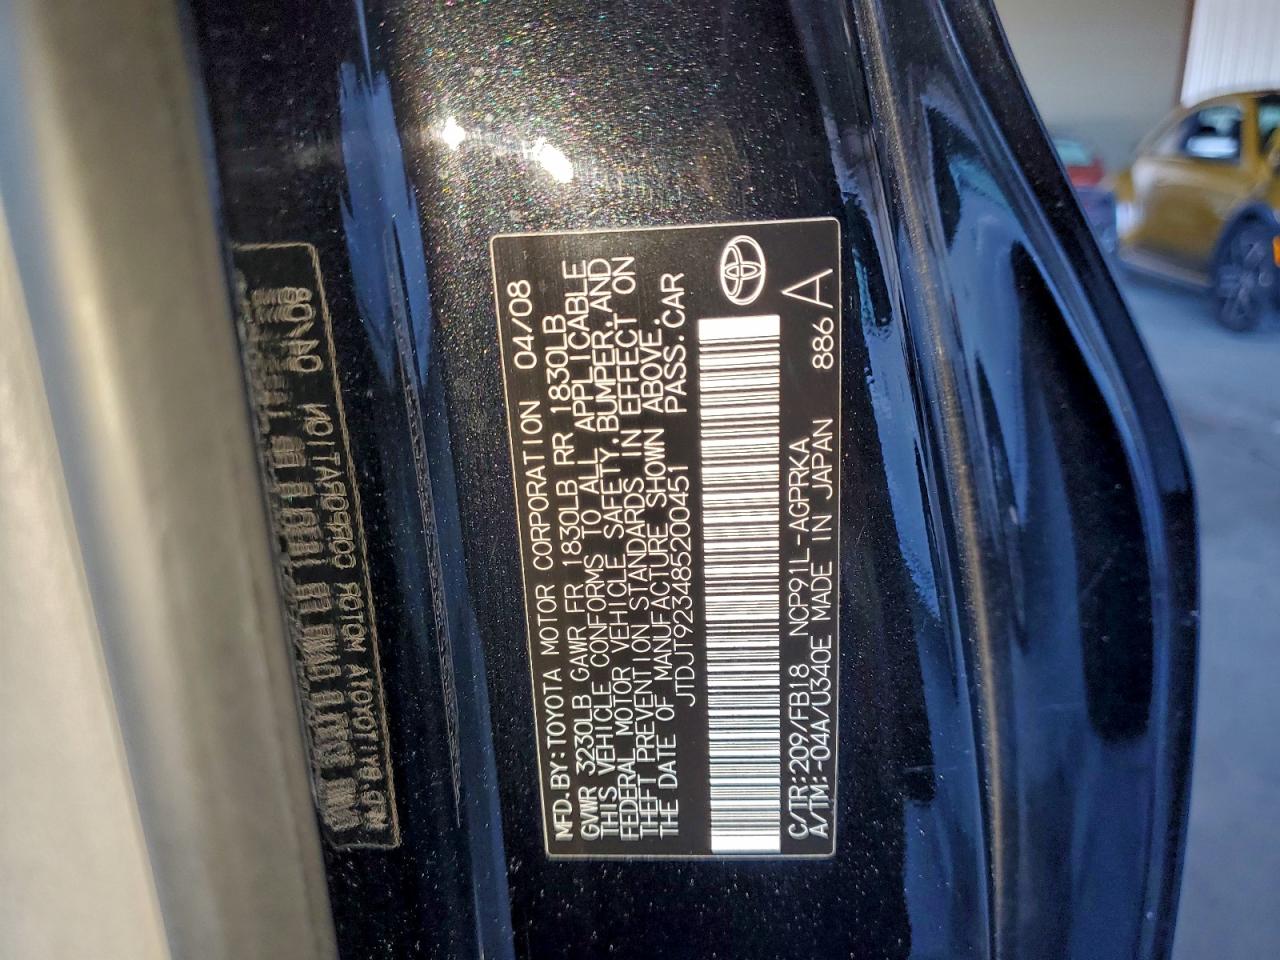 MFD.BY:TOYOTA MOTOR CORPORATION 04/08
GVWR 3230LB GAWR FR 1830LB RR 1830LB
THIS VEHICLE CONFORMS TO ALL APPLICABLE
FEDERAL MOTOR VEHICLE SAFETY,BUMPER,AND
THEFT PREVENTION STANDARDS IN EFFECT ON
THE DATE OF MANUFACTURE SHOWN ABOVE.
JTDJT923485200451 PASS.CAR
C/TR:209/FB18 NCP91L-AGPRKA
A/TM:-04A/U340E MADE IN JAPAN 886 A